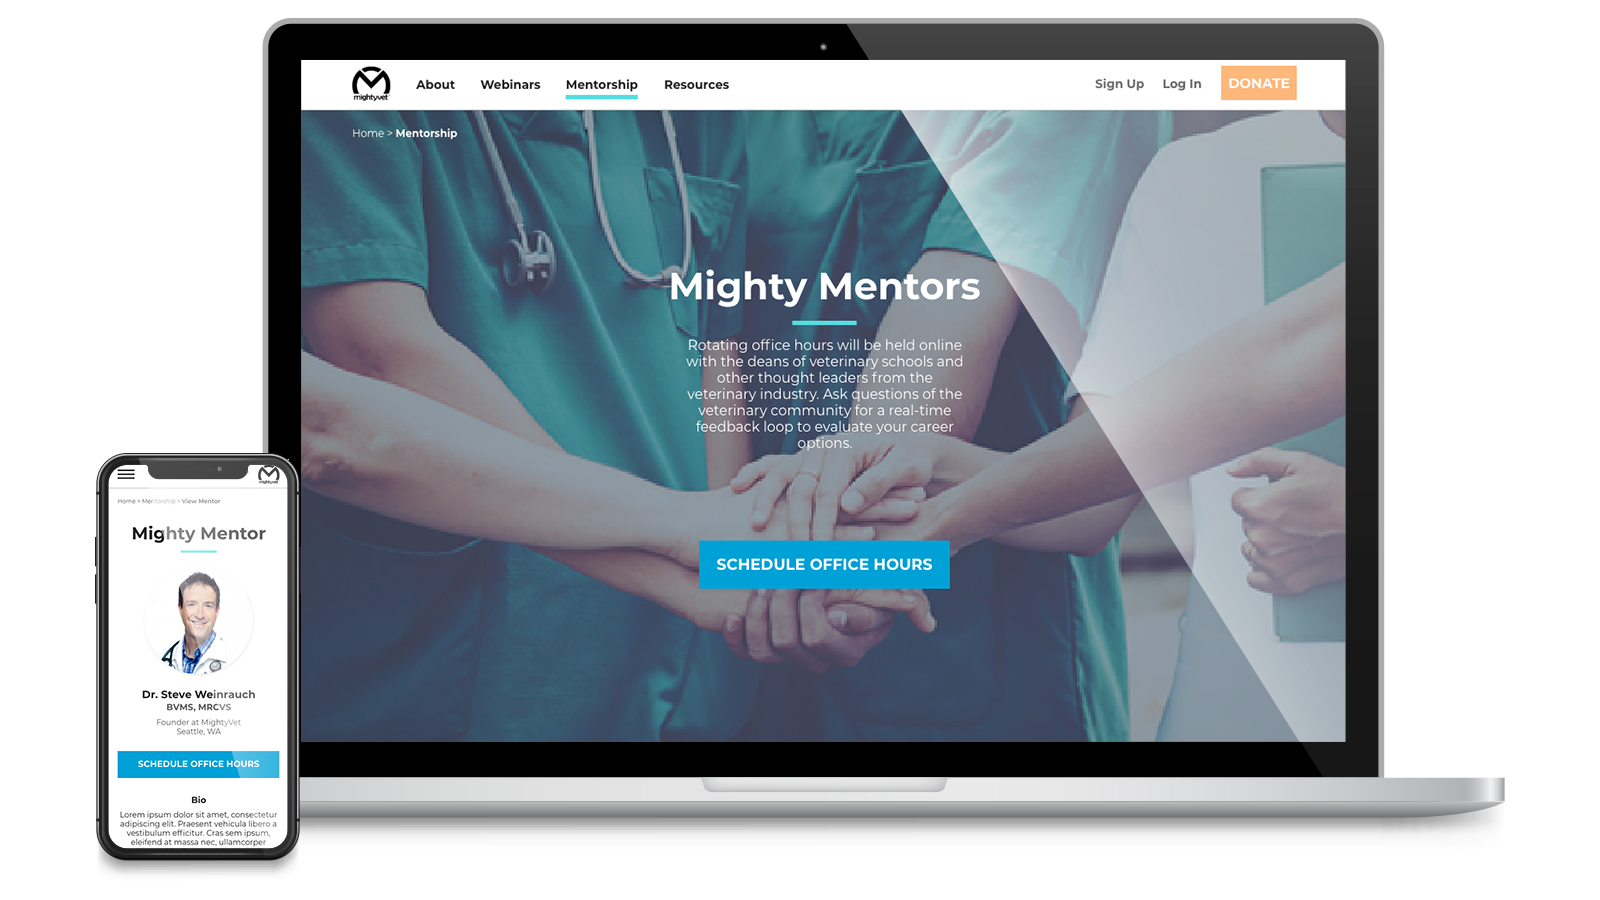 mightyvet
About
Webinars
Mentorship
Resources
Sign Up
Log In
DONATE
Home > Mentorship
Mighty Mentors
Rotating office hours will be held online
with the deans of veterinary schools and
other thought leaders from the
veterinary industry. Ask questions of the
veterinary community for a real-time
feedback loop to evaluate your career
options.
SCHEDULE OFFICE HOURS
mightyvet
Home > Mentorship > View Mentor
Mighty Mentor
Dr. Steve Weinrauch
BVMS, MRCVS
Founder at MightyVet
Seattle, WA
SCHEDULE OFFICE HOURS
Bio
Lorem ipsum dolor sit amet, consectetur
adipiscing elit. Praesent vehicula libero a
vestibulum efficitur. Cras sem ipsum,
eleifend at massa nec, ullamcorper